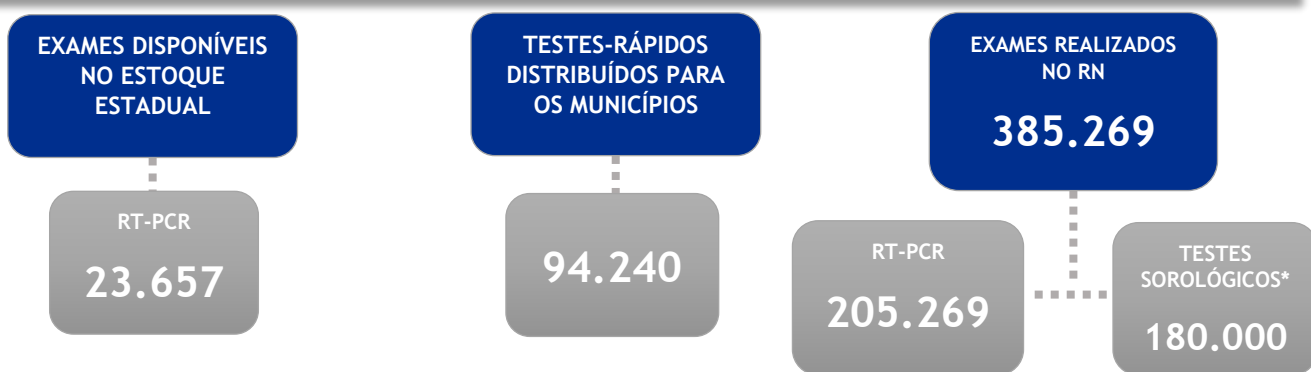 EXAMES DISPONÍVEIS
NO ESTOQUE
ESTADUAL
RT-PCR
23.657
TESTES-RÁPIDOS
DISTRIBUÍDOS PARA
OS MUNICÍPIOS
94.240
EXAMES REALIZADOS
NO RN
385.269
RT-PCR
205.269
TESTES
SOROLÓGICOS*
180.000